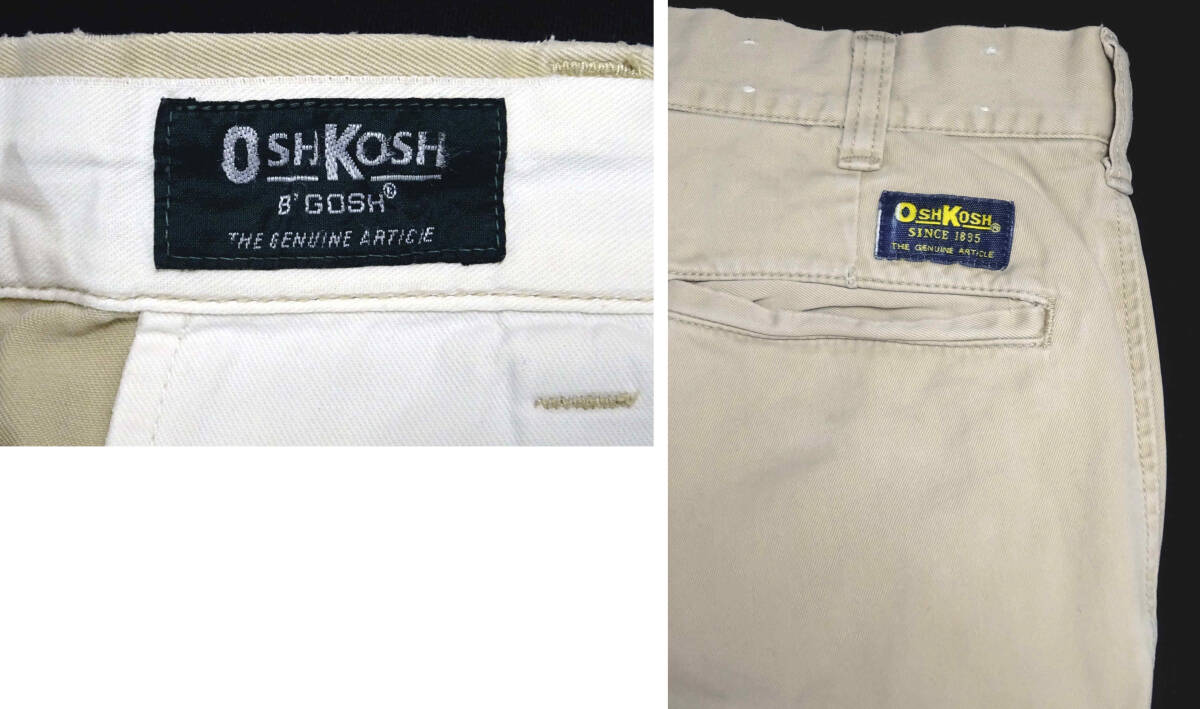 OSHKOSH
B'GOSH®
THE GENUINE ARTICLE
OSHKOSH®
SINCE 1895
THE GENUINE ARTICLE